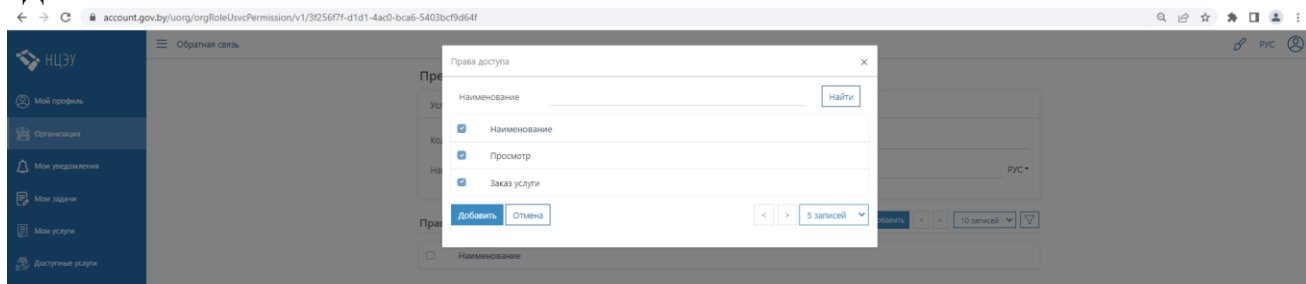 account.gov.by/uorg/orgRoleUsvcPermission/v1/3f256f7f-d1d1-4ac0-bca6-5403bcf9d64f
НЦЭУ
Обратная связь
РУС
Мой профиль
Организация
Мои уведомления
Мои задачи
Мои услуги
Доступные услуги
Права доступа
Наименование
Найти
Наименование
Просмотр
Заказ услуги
Добавить Отмена < > 5 записей
Пре
РУС
Пра
< > 10 записей
Наименование